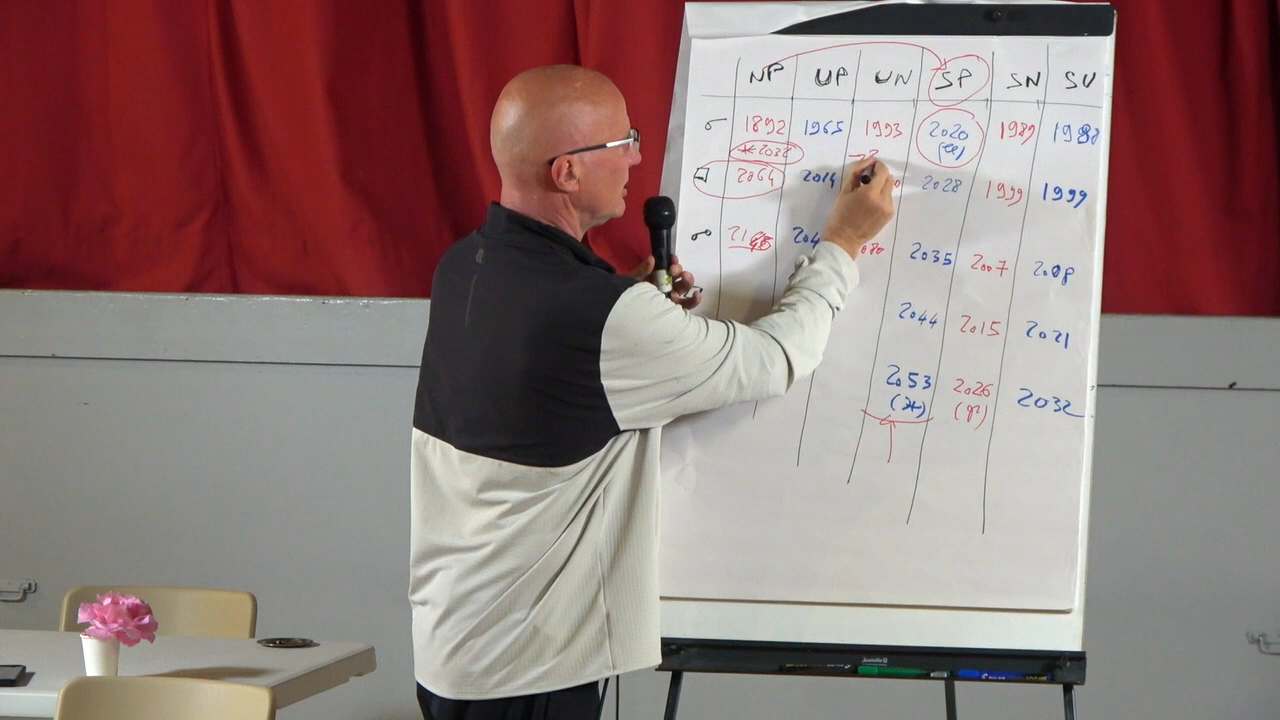 NP UP UN SP SN SU
☌ 1892 1965 1993 2020 1989 1988
*2038
□ 2064 2014 2028 1999 1999
☍ 2035 2007 2008
2044 2015 2021
2053 2026 2032
(♓) (♈)